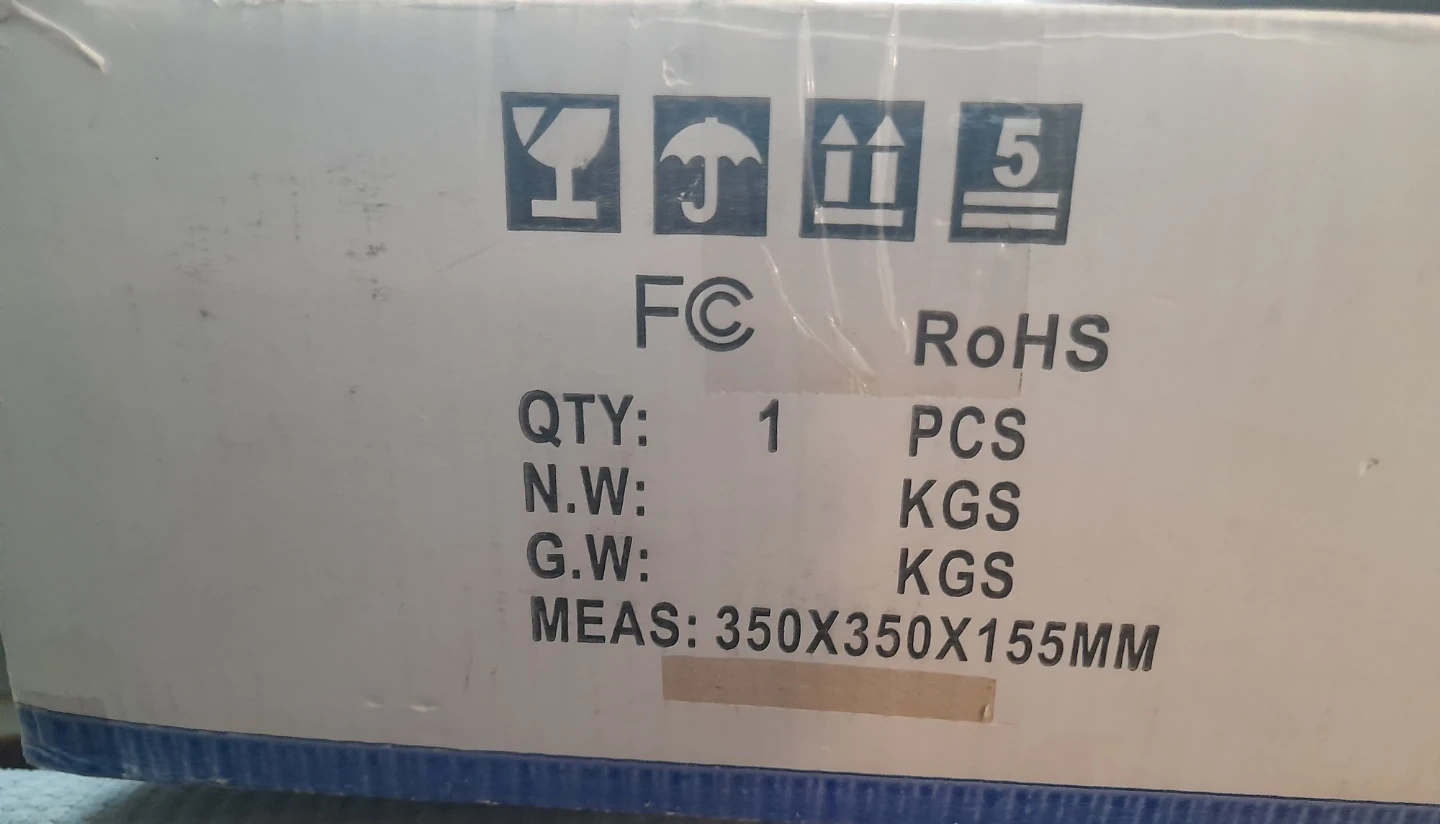 5
FC RoHS
QTY: 1 PCS
N.W: KGS
G.W: KGS
MEAS: 350X350X155MM